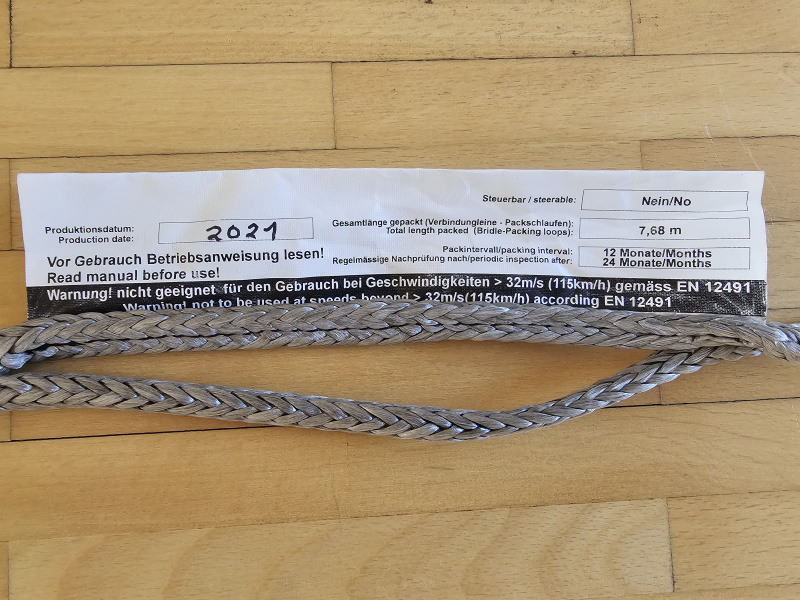 Steuerbar / steerable: Nein/No
Produktionsdatum:
Production date: 2021
Gesamtlänge gepackt (Verbindungleine - Packschlaufen):
Total length packed (Bridle-Packing loops): 7,68 m
Vor Gebrauch Betriebsanweisung lesen!
Read manual before use!
Packintervall/packing interval: 12 Monate/Months
Regelmässige Nachprüfung nach/periodic inspection after: 24 Monate/Months
Warnung! nicht geeignet für den Gebrauch bei Geschwindigkeiten > 32m/s (115km/h) gemäss EN 12491
Warning! not to be used at speeds beyond > 32m/s(115km/h) according EN 12491